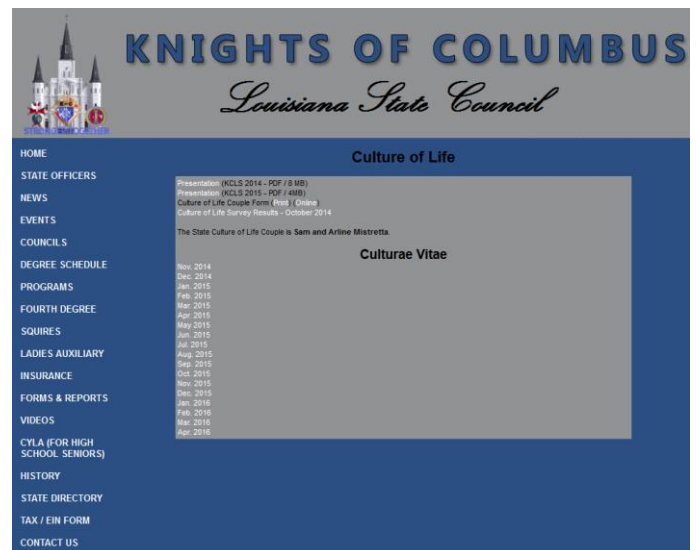 KNIGHTS OF COLUMBUS
Louisiana State Council
STRONGER TOGETHER
HOME
STATE OFFICERS
NEWS
EVENTS
COUNCILS
DEGREE SCHEDULE
PROGRAMS
FOURTH DEGREE
SQUIRES
LADIES AUXILIARY
INSURANCE
FORMS & REPORTS
VIDEOS
CYLA (FOR HIGH
SCHOOL SENIORS)
HISTORY
STATE DIRECTORY
TAX / EIN FORM
CONTACT US
Culture of Life
Presentation (KCLS 2014 - PDF / 8 MB)
Presentation (KCLS 2015 - PDF / 4MB)
Culture of Life Couple Form (Print) (Online)
Culture of Life Survey Results - October 2014
The State Culture of Life Couple is Sam and Arline Mistretta.
Culturae Vitae
Nov. 2014
Dec. 2014
Jan. 2015
Feb. 2015
Mar. 2015
Apr. 2015
May 2015
Jun. 2015
Jul. 2015
Aug. 2015
Sep. 2015
Oct. 2015
Nov. 2015
Dec. 2015
Jan. 2016
Feb. 2016
Mar. 2016
Apr. 2016